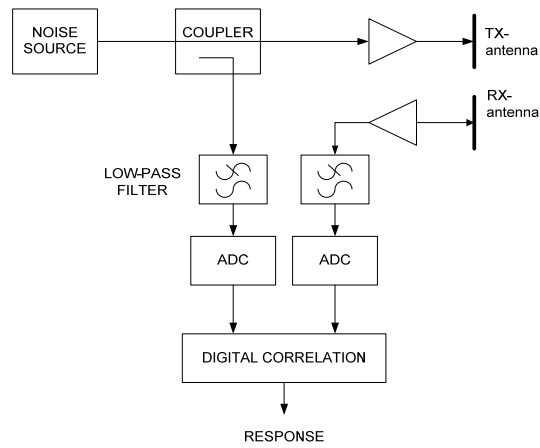 NOISE
SOURCE
COUPLER
TX-
antenna
RX-
antenna
LOW-PASS
FILTER
ADC
ADC
DIGITAL CORRELATION
RESPONSE